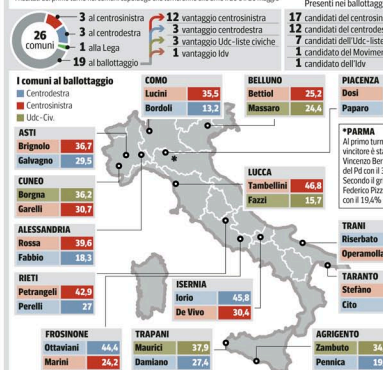 Presenti nei ballottagg
26
comuni
3 al centrosinistra
3 al centrodestra
1 alla Lega
19 al ballottaggio
12 vantaggio centrosinistra
3 vantaggio centrodestra
3 vantaggio Udc-liste civiche
1 vantaggio Idv
17 candidati del centrosin
12 candidati del centrodes
7 candidati dell'Udc-liste
1 candidato del Movimen
1 candidato dell'Idv
I comuni al ballottaggio
Centrodestra
Centrosinistra
Udc-Civ.
COMO
Lucini 35,5
Bordoli 13,2
BELLUNO
Bettiol 25,2
Massaro 24,4
PIACENZA
Dosi
Paparo
ASTI
Brignolo 36,7
Galvagno 29,5
*
*PARMA
Al primo turn
vincitore è sta
Vincenzo Ber
del Pd con il 3
Secondo il gr
Federico Pizz
con il 19,4%
CUNEO
Borgna 36,2
Garelli 30,7
LUCCA
Tambellini 46,8
Fazzi 15,7
ALESSANDRIA
Rossa 39,6
Fabbio 18,3
TRANI
Riserbato
Operamolla
RIETI
Petrangeli 42,9
Perelli 27
TARANTO
Stefàno
Cito
ISERNIA
Iorio 45,8
De Vivo 30,4
FROSINONE
Ottaviani 44,4
Marini 24,2
TRAPANI
Maurici 37,9
Damiano 27,4
AGRIGENTO
Zambuto 34,
Pennica 19